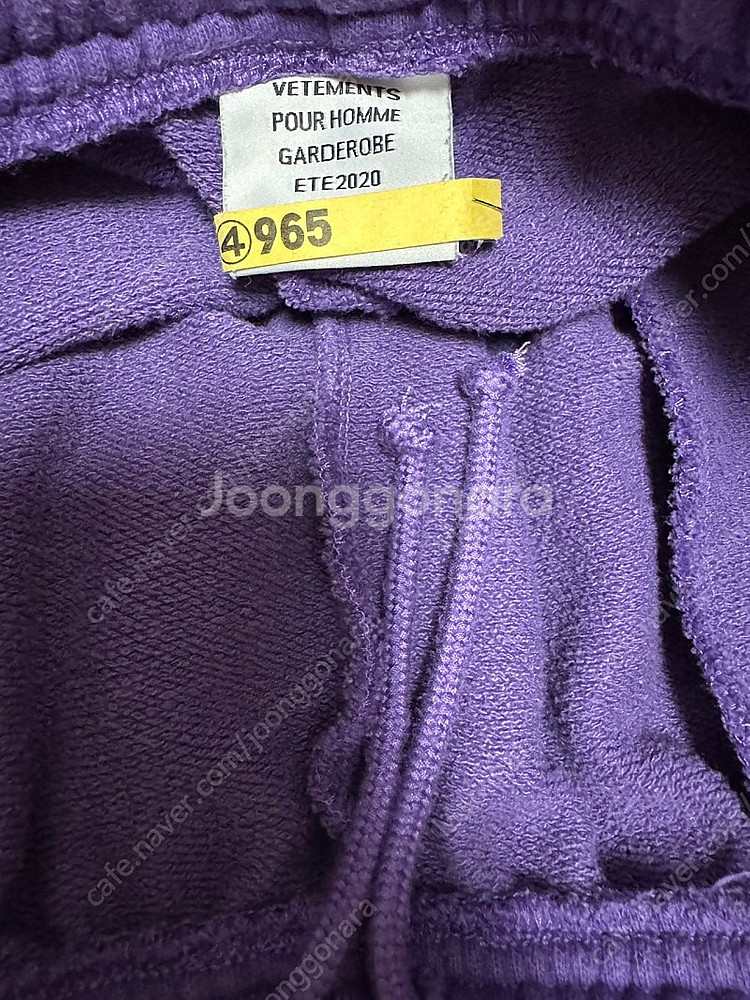 VETEMENTS
POUR HOMME
GARDEROBE
ETE2020
④965
Joonggonara
cafe.naver.com/joonggonara
cafe.naver.com/joonggonara